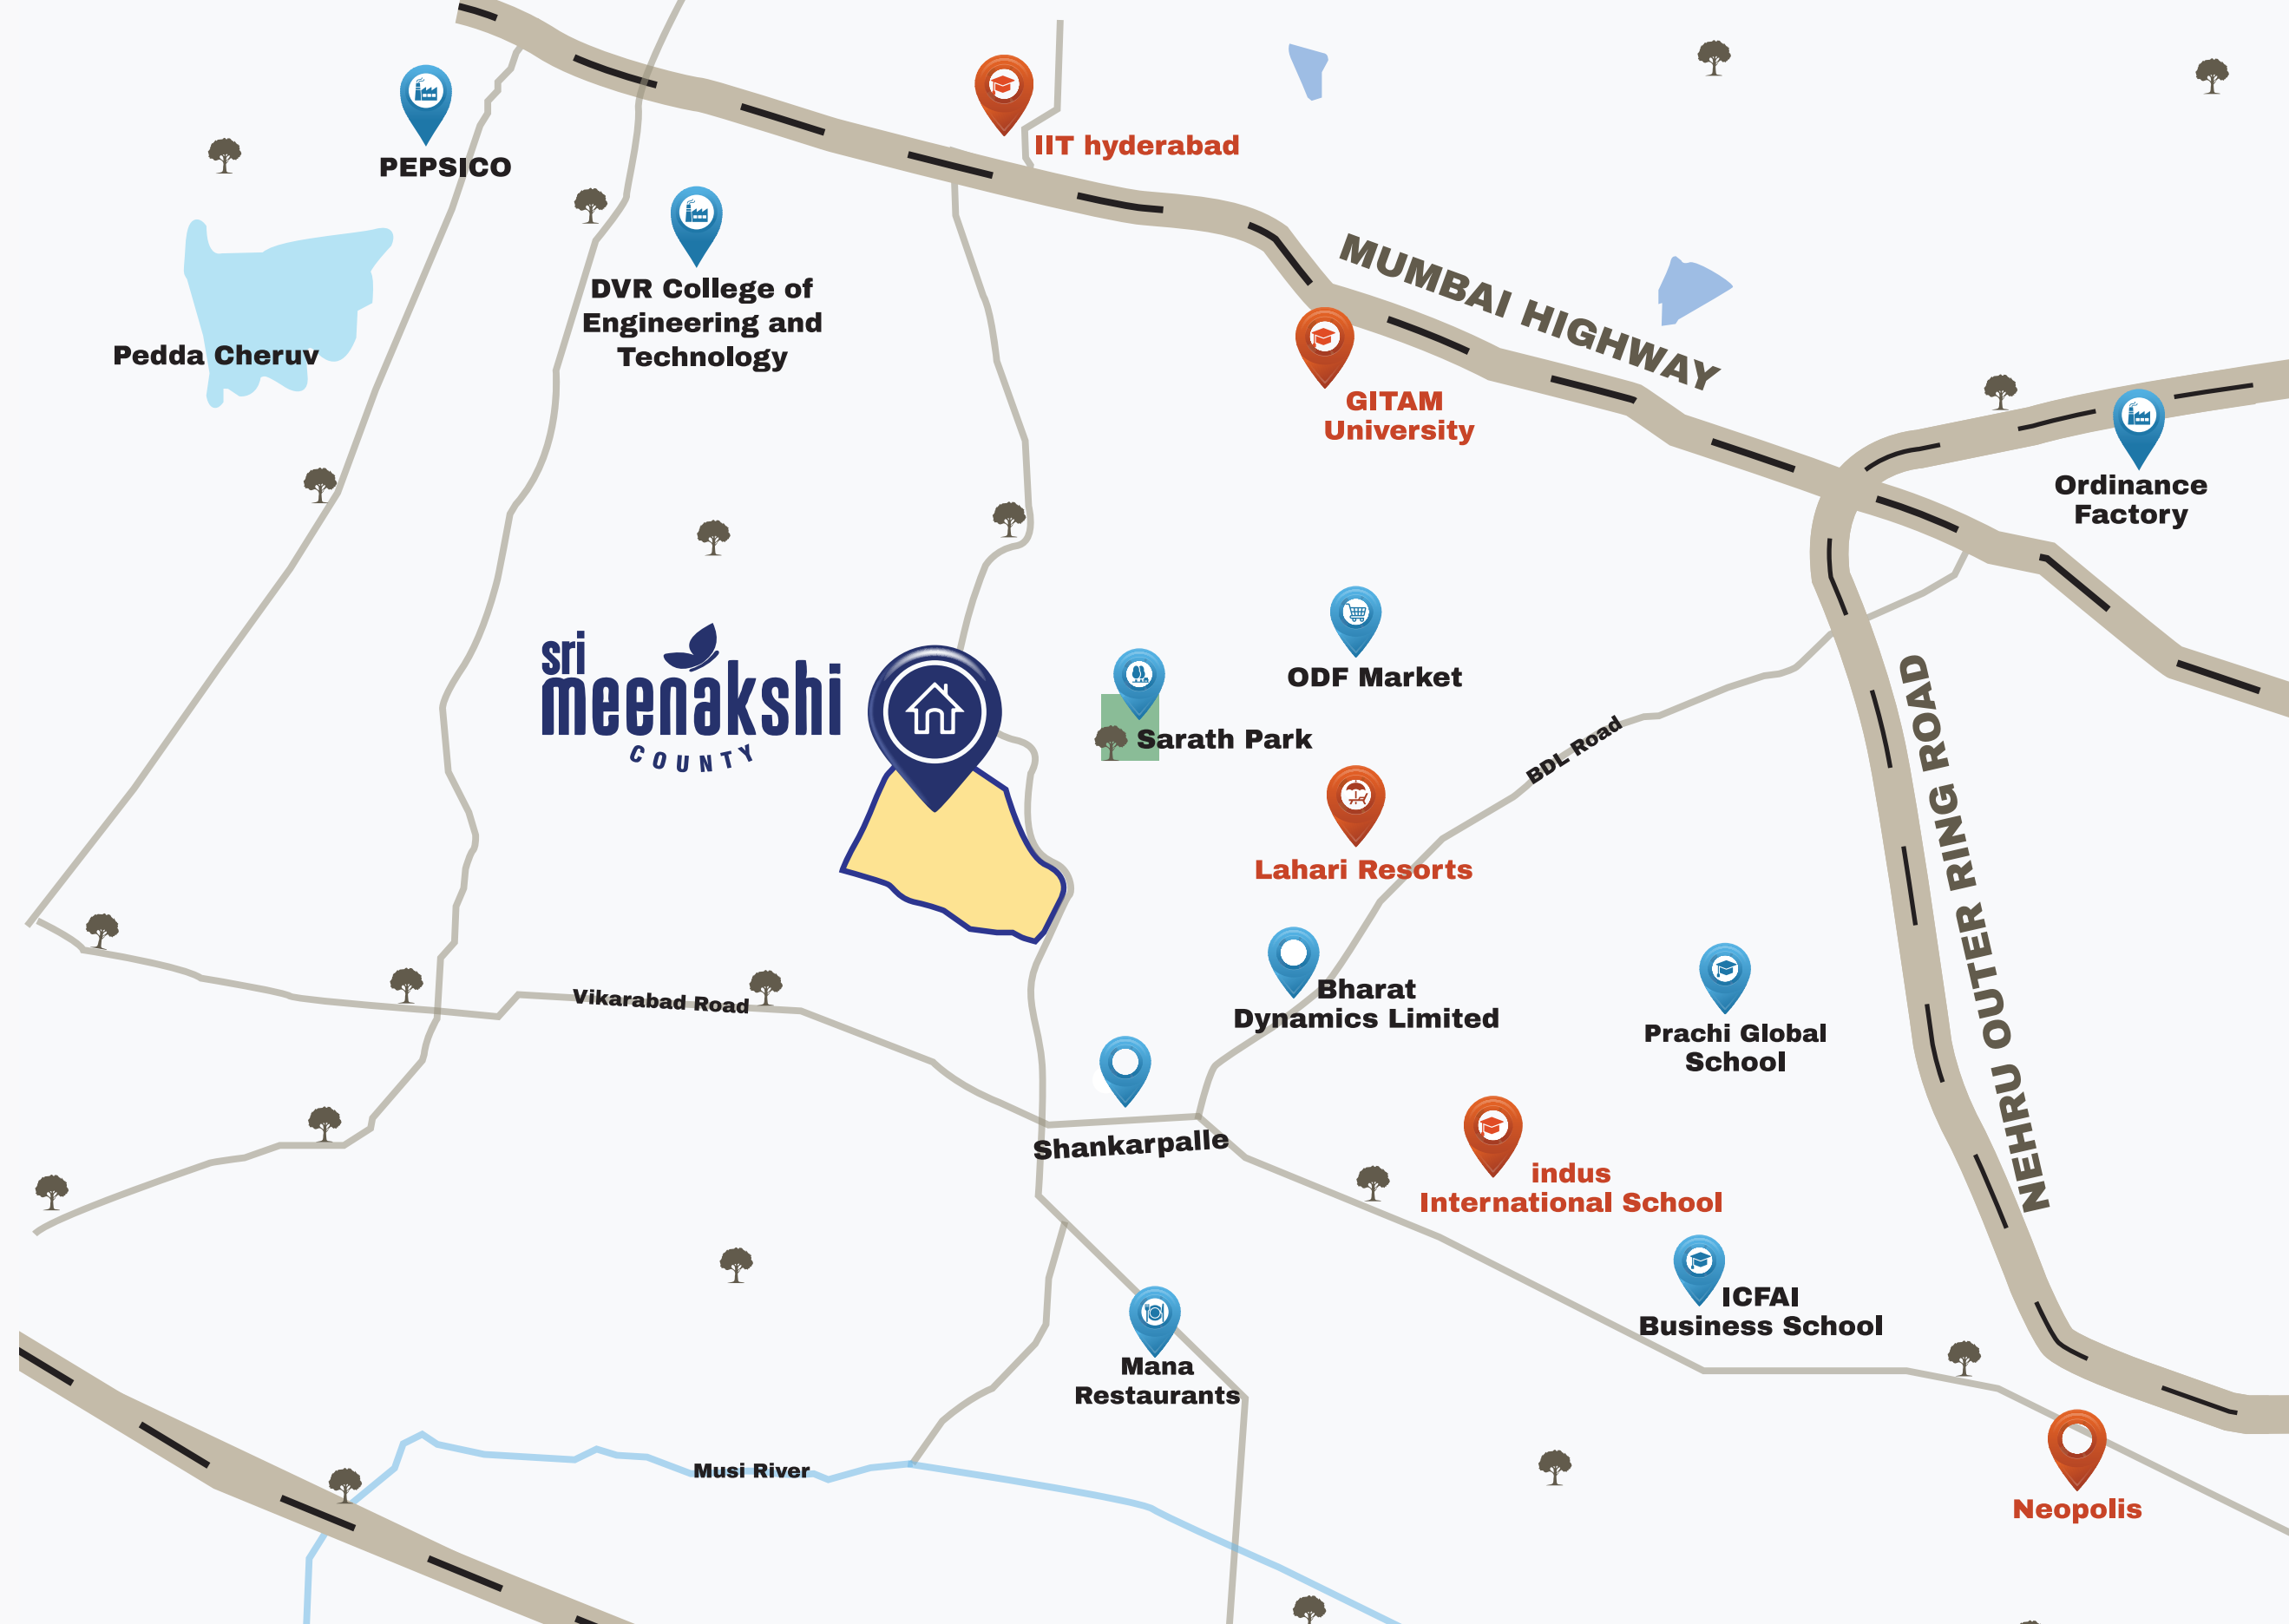 IIT hyderabad
PEPSICO
DVR College of
Engineering and
Technology
Pedda Cheruv
MUMBAI HIGHWAY
GITAM
University
Ordinance
Factory
sri
meenakshi
COUNTY
ODF Market
Sarath Park
BDL Road
Lahari Resorts
NEHRU OUTER RING ROAD
Vikarabad Road
Bharat
Dynamics Limited
Prachi Global
School
Shankarpalle
indus
International School
ICFAI
Business School
Mana
Restaurants
Musi River
Neopolis